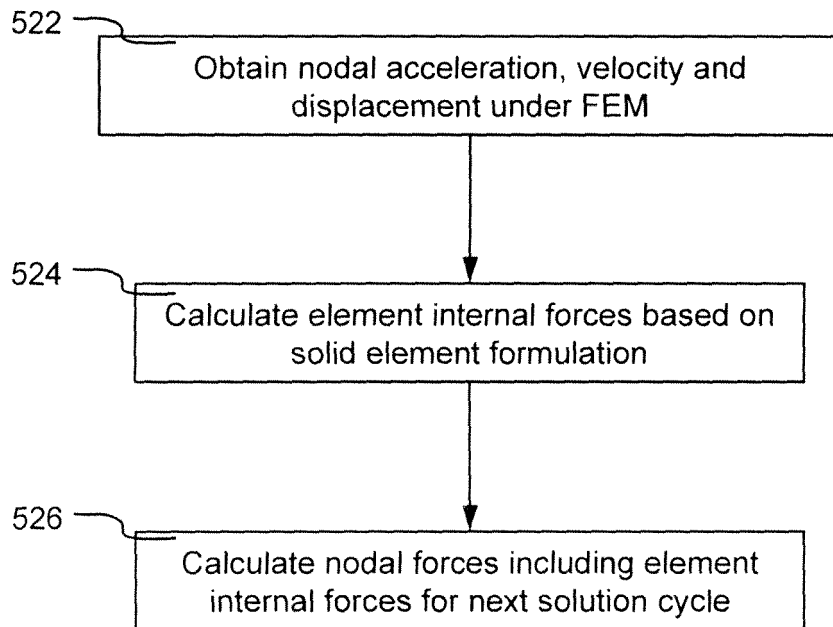 522
Obtain nodal acceleration, velocity and
displacement under FEM
524
Calculate element internal forces based on
solid element formulation
526
Calculate nodal forces including element
internal forces for next solution cycle